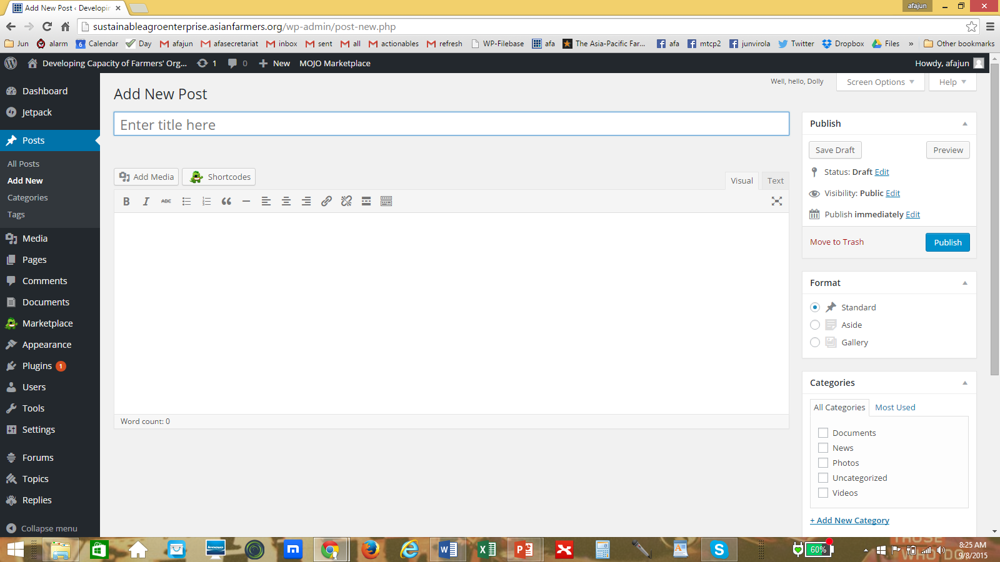 Add New Post ‹ Developin
afajun
sustainableagroenterprise.asianfarmers.org/wp-admin/post-new.php
Jun alarm 6 Calendar Day afajun afasecretariat inbox sent all actionables refresh WP-Filebase afa The Asia-Pacific Far... afa mtcp2 junvirola Twitter Dropbox Files » Other bookmarks
Developing Capacity of Farmers' Org... 1 0 New MOJO Marketplace Howdy, afajun
Well, hello, Dolly Screen Options Help
Dashboard
Jetpack
Posts
All Posts
Add New
Categories
Tags
Media
Pages
Comments
Documents
Marketplace
Appearance
Plugins 1
Users
Tools
Settings
Forums
Topics
Replies
Collapse menu
Add New Post
Enter title here
Add Media Shortcodes Visual Text
B I ABC
Word count: 0
Publish
Save Draft Preview
Status: Draft Edit
Visibility: Public Edit
Publish immediately Edit
Move to Trash Publish
Format
Standard
Aside
Gallery
Categories
All Categories Most Used
Documents
News
Photos
Uncategorized
Videos
+ Add New Category
lenovo
60%
THOSE
WHO DO
8:25 AM
9/8/2015